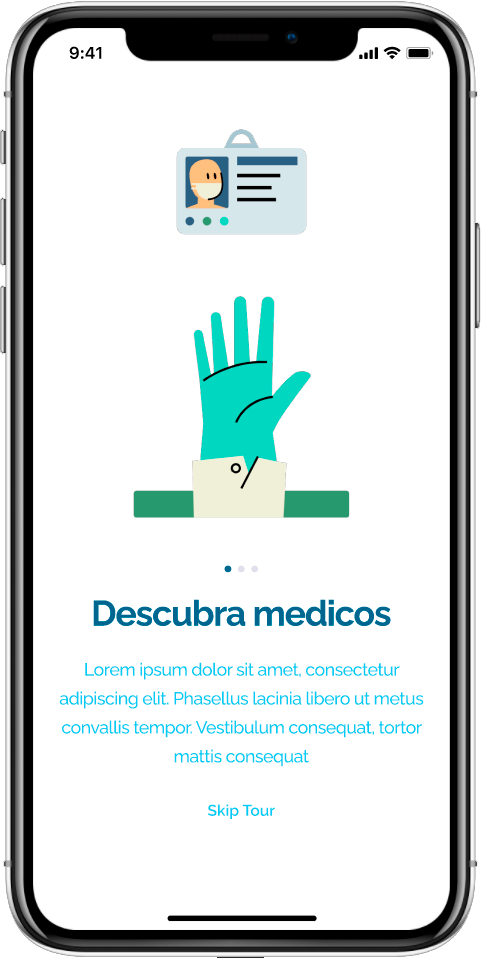 9:41
Descubra medicos
Lorem ipsum dolor sit amet, consectetur
adipiscing elit. Phasellus lacinia libero ut metus
convallis tempor. Vestibulum consequat, tortor
mattis consequat
Skip Tour